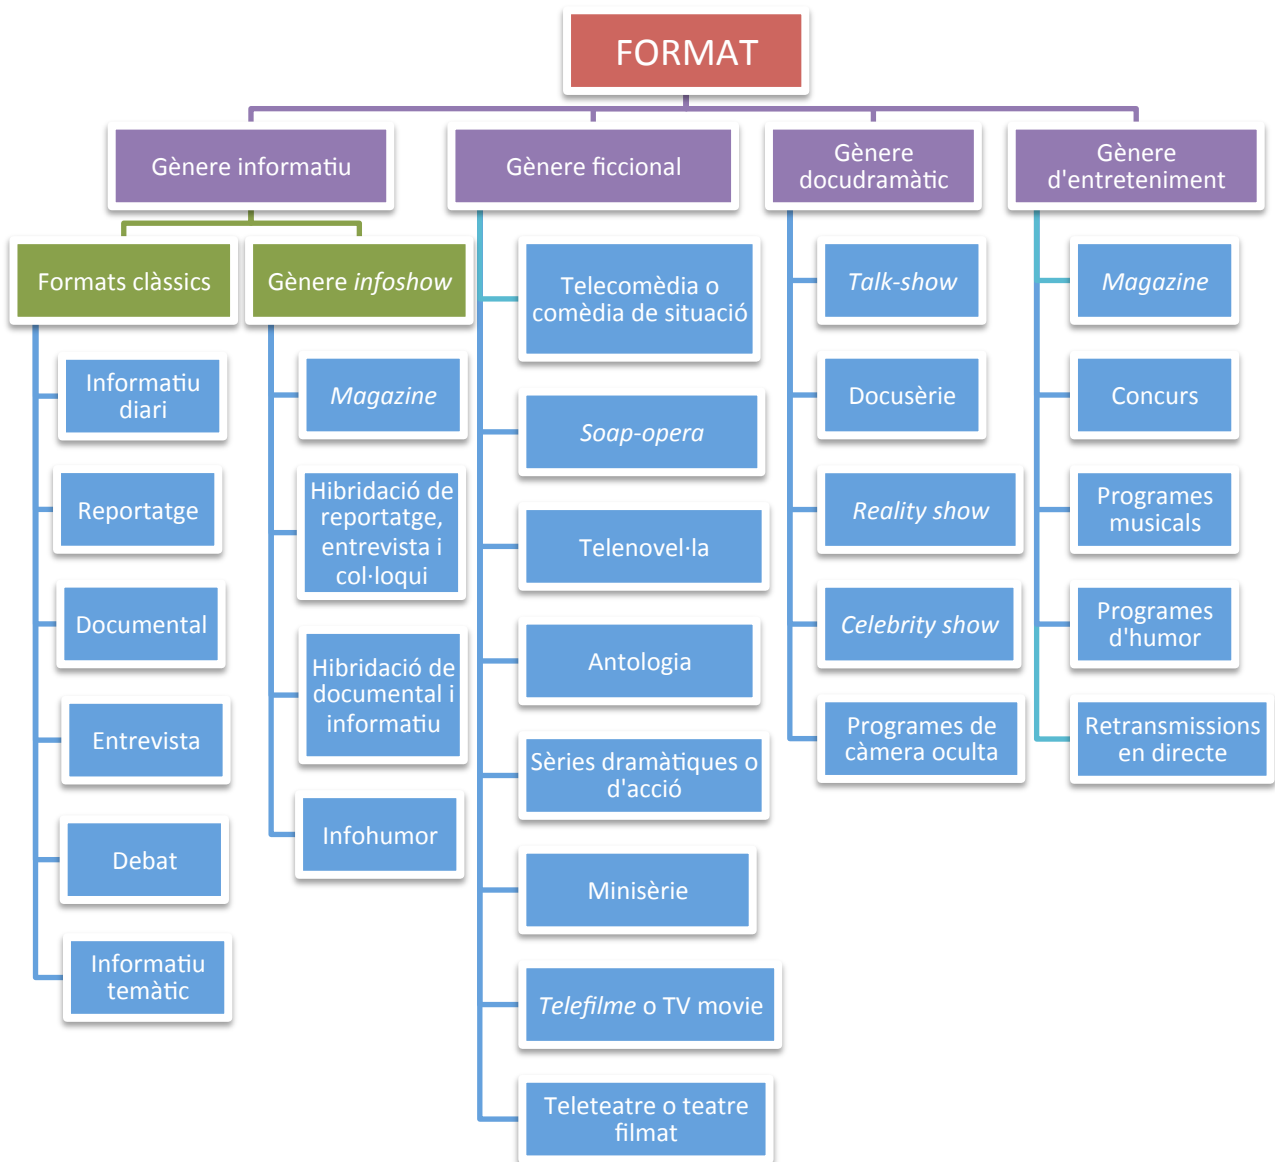 FORMAT
Gènere informatiu
Gènere ficcional
Gènere
docudramàtic
Gènere
d'entreteniment
Formats clàssics
Gènere infoshow
Informatiu
diari
Reportatge
Documental
Entrevista
Debat
Informatiu
temàtic
Magazine
Hibridació de
reportatge,
entrevista i
col·loqui
Hibridació de
documental i
informatiu
Infohumor
Telecomèdia o
comèdia de situació
Soap-opera
Telenovel·la
Antologia
Sèries dramàtiques o
d'acció
Minisèrie
Telefilme o TV movie
Teleteatre o teatre
filmat
Talk-show
Docusèrie
Reality show
Celebrity show
Programes de
càmera oculta
Magazine
Concurs
Programes
musicals
Programes
d'humor
Retransmissions
en directe